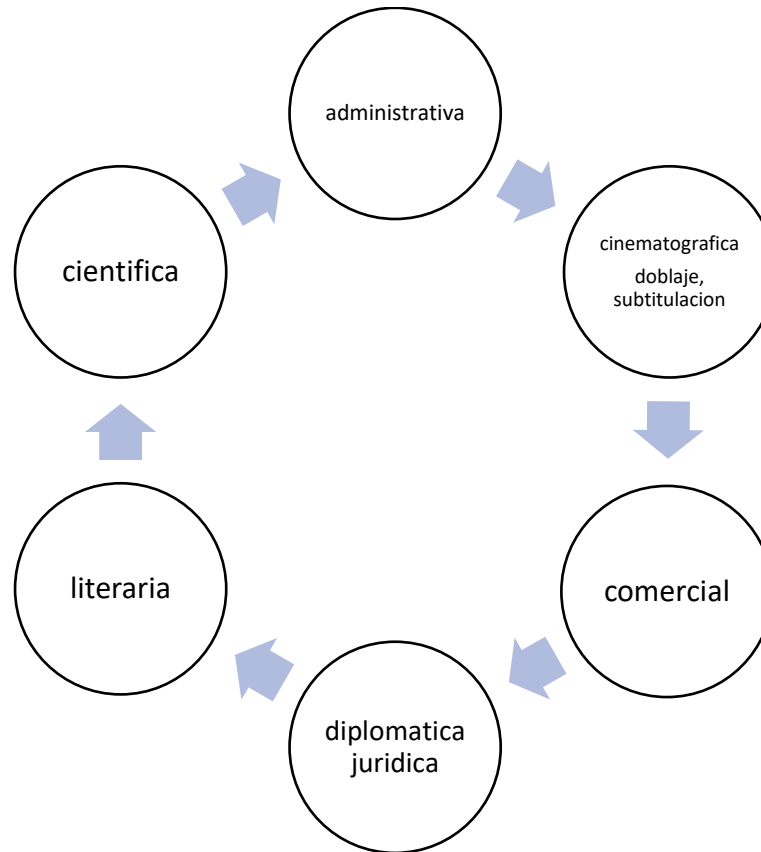 administrativa
cinematografica
doblaje,
subtitulacion
comercial
diplomatica
juridica
literaria
cientifica